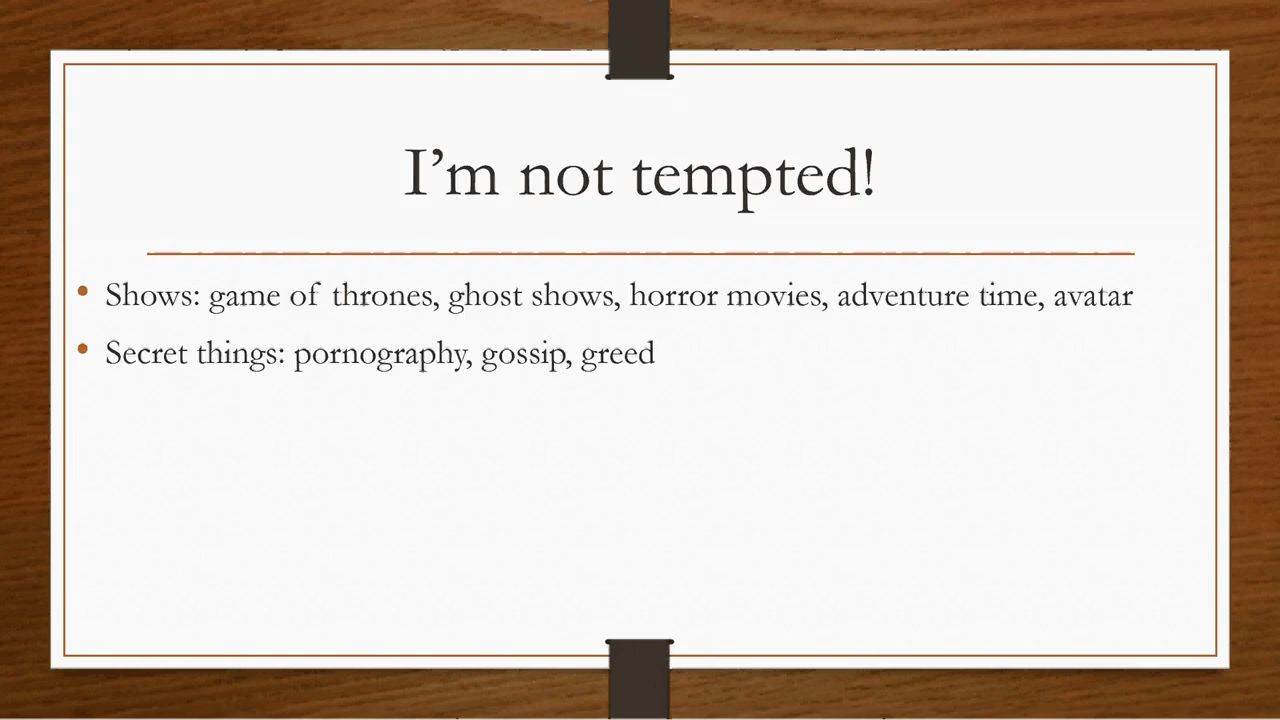 I'm not tempted!
• Shows: game of thrones, ghost shows, horror movies, adventure time, avatar
• Secret things: pornography, gossip, greed